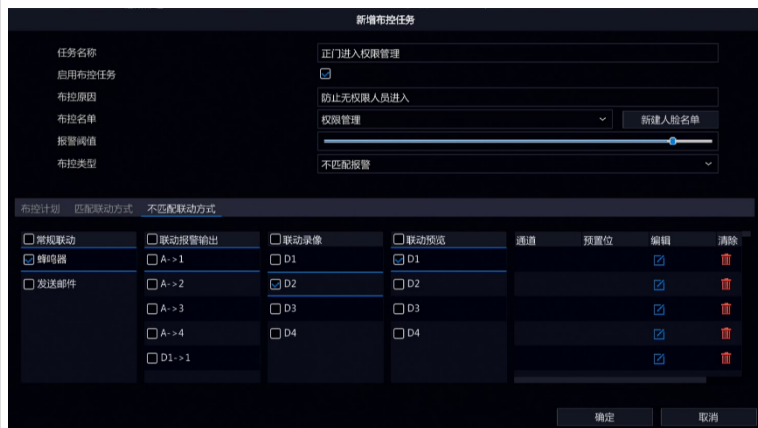 新增布控任务
任务名称 正门进入权限管理
启用布控任务
布控原因 防止无权限人员进入
布控名单 权限管理 新建人脸名单
报警阈值
布控类型 不匹配报警
布控计划 匹配联动方式 不匹配联动方式
常规联动 联动报警输出 联动录像 联动预览 通道 预置位 编辑 清除
蜂鸣器 A->1 D1 D1
发送邮件 A->2 D2 D2
A->3 D3 D3
A->4 D4 D4
D1->1
确定 取消